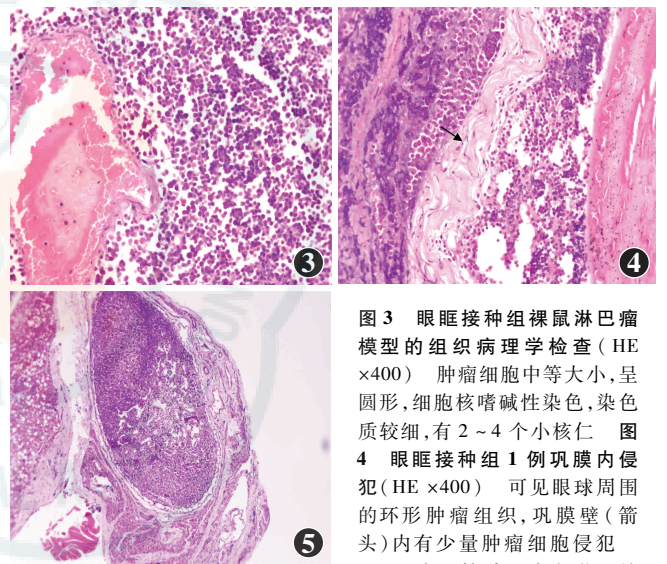 3
4
5
图 3 眼眶接种组裸鼠淋巴瘤
模型的组织病理学检查(HE
×400) 肿瘤细胞中等大小,呈
圆形,细胞核嗜碱性染色,染色
质较细,有 2~4 个小核仁 图
4 眼眶接种组 1 例巩膜内侵
犯(HE ×400) 可见眼球周围
的环形肿瘤组织,巩膜壁(箭
头)内有少量肿瘤细胞侵犯